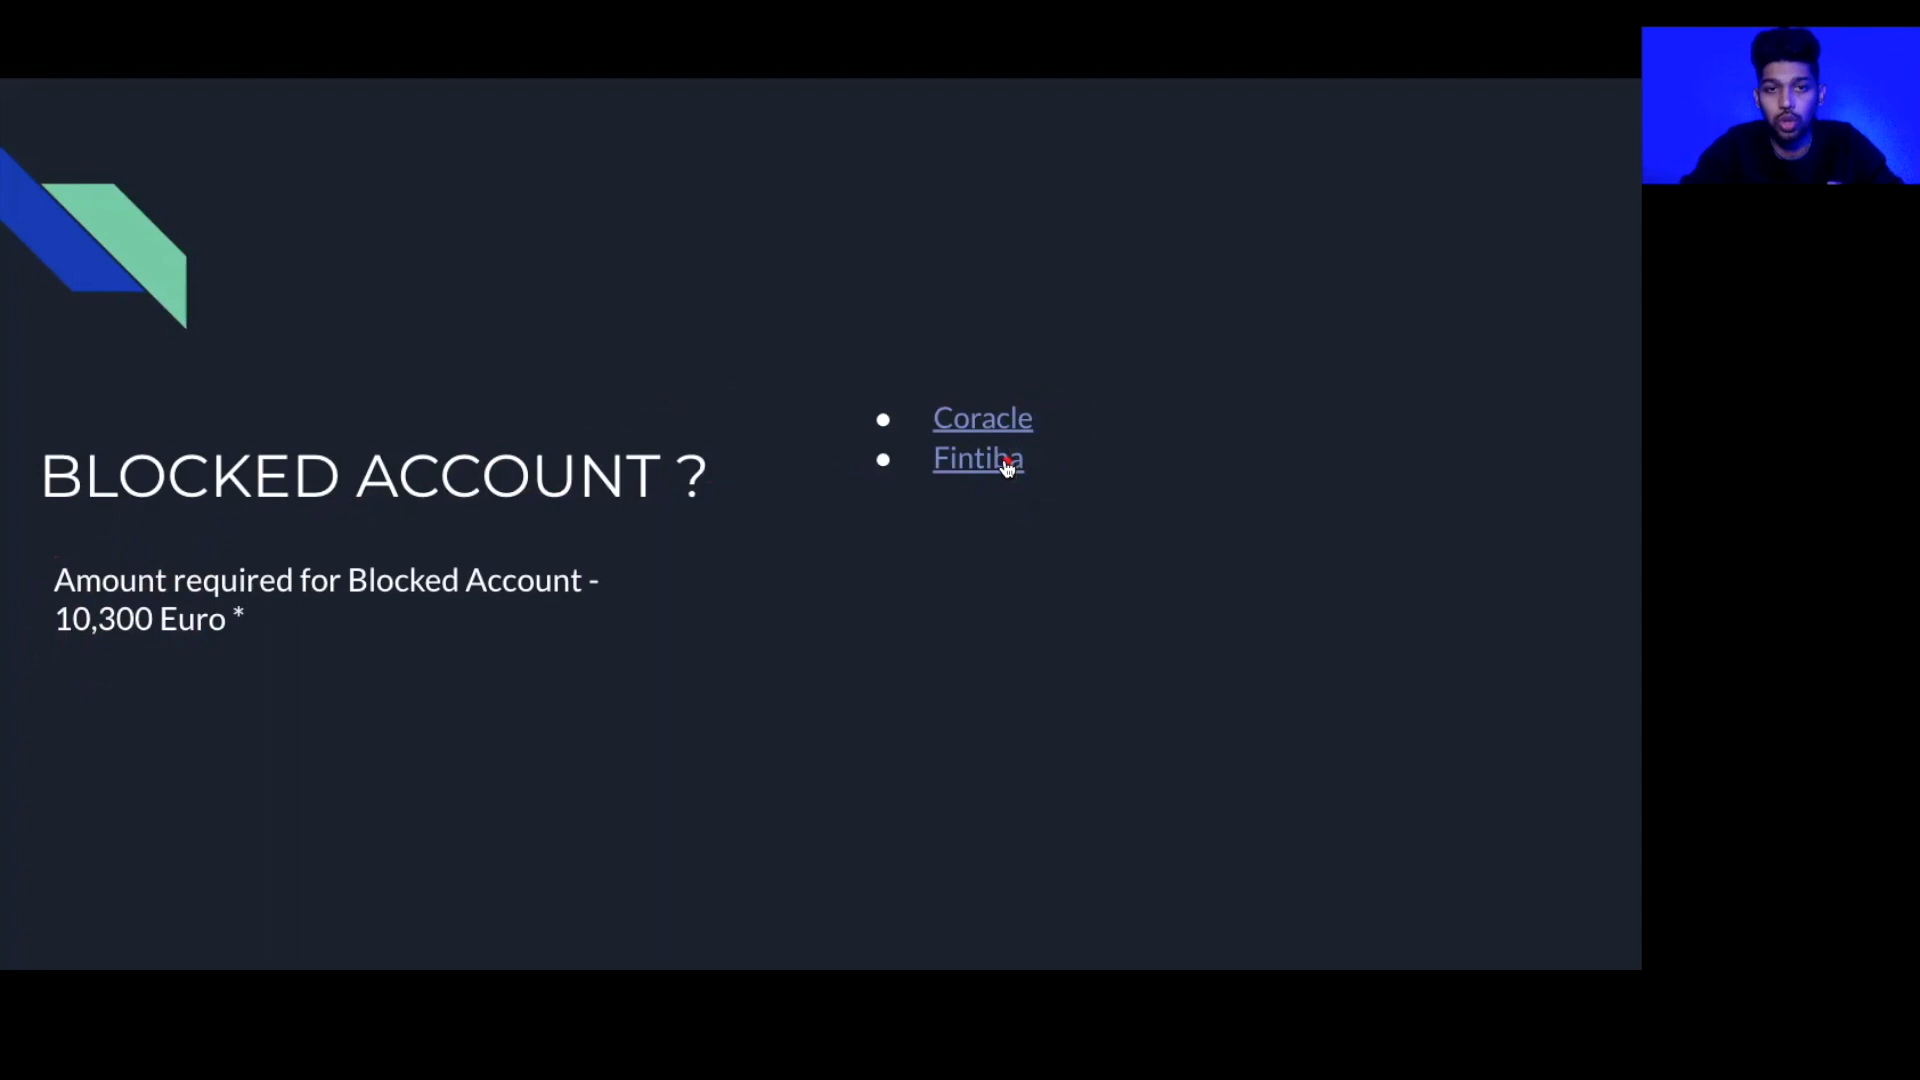 BLOCKED ACCOUNT ?
Amount required for Blocked Account -
10,300 Euro *
Coracle
Fintiba